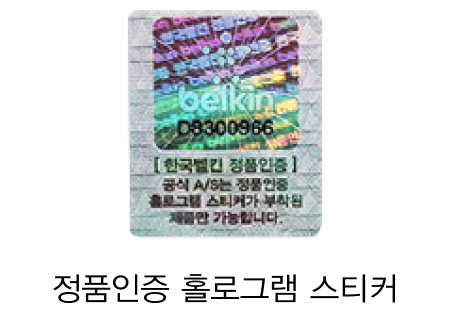 belkin
D8300966
[ 한국벨킨 정품인증 ]
공식 A/S는 정품인증
홀로그램 스티커가 부착된
제품만 가능합니다.
정품인증 홀로그램 스티커